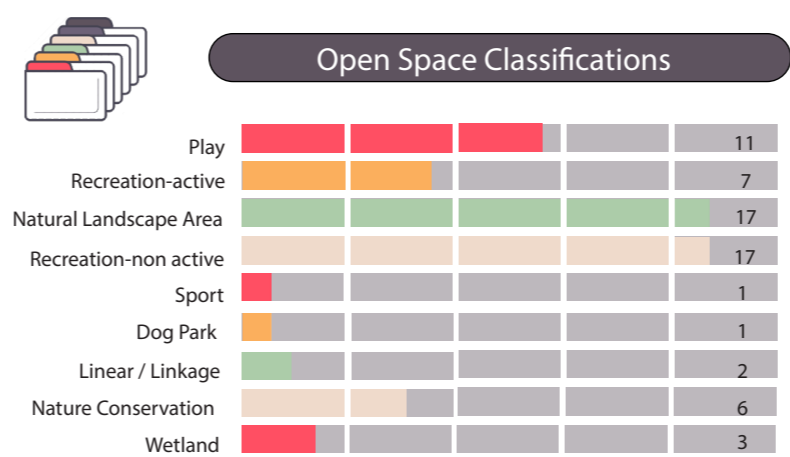 Open Space Classifications
Play 11
Recreation-active 7
Natural Landscape Area 17
Recreation-non active 17
Sport 1
Dog Park 1
Linear / Linkage 2
Nature Conservation 6
Wetland 3